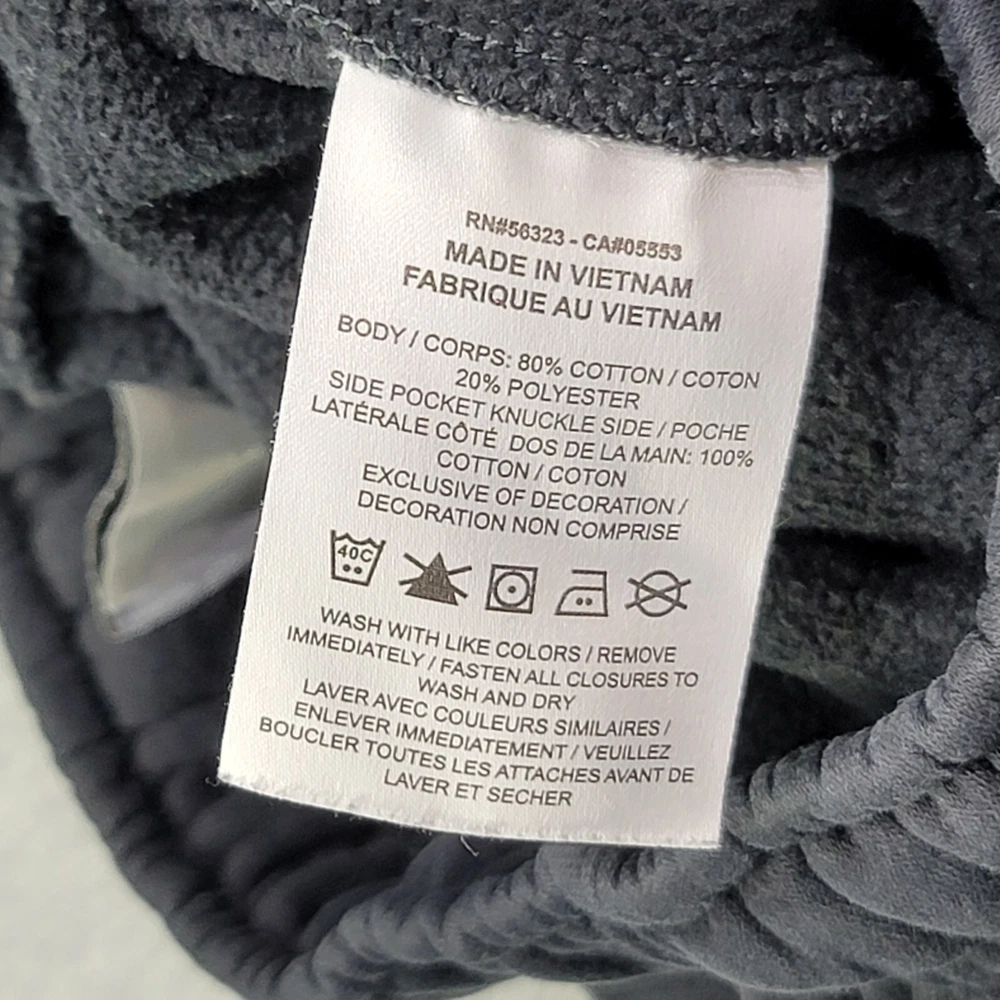 RN#56323 - CA#05553
MADE IN VIETNAM
FABRIQUE AU VIETNAM
BODY / CORPS: 80% COTTON / COTON
20% POLYESTER
SIDE POCKET KNUCKLE SIDE / POCHE
LATÉRALE CÔTÉ DOS DE LA MAIN: 100%
COTTON / COTON
EXCLUSIVE OF DECORATION /
DECORATION NON COMPRISE
40C
WASH WITH LIKE COLORS / REMOVE
IMMEDIATELY / FASTEN ALL CLOSURES TO
WASH AND DRY
LAVER AVEC COULEURS SIMILAIRES /
ENLEVER IMMEDIATEMENT / VEUILLEZ
BOUCLER TOUTES LES ATTACHES AVANT DE
LAVER ET SECHER